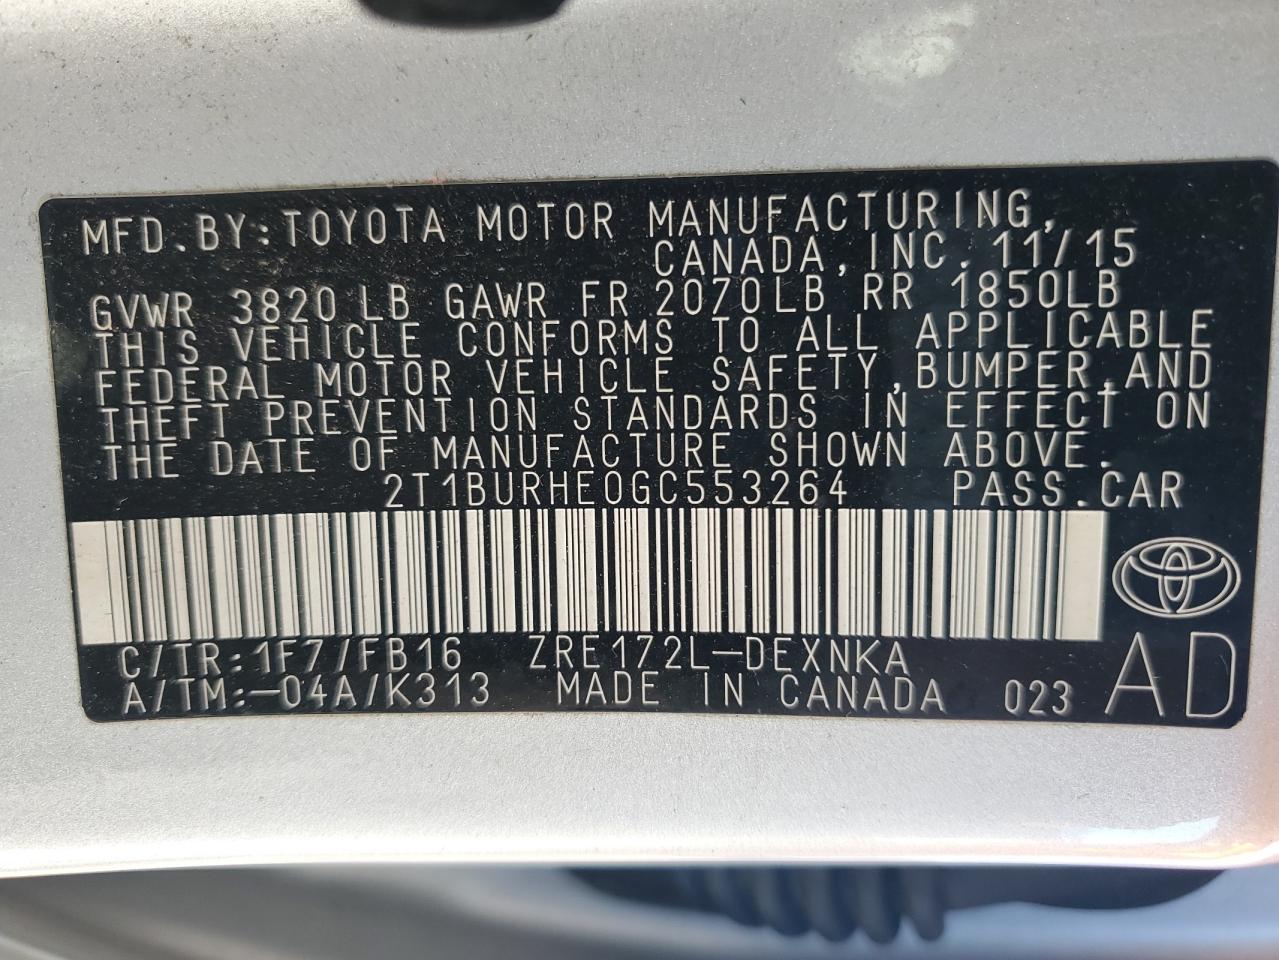 MFD.BY:TOYOTA MOTOR MANUFACTURING,
CANADA,INC. 11/15
GVWR 3820LB GAWR FR 2070LB RR 1850LB
THIS VEHICLE CONFORMS TO ALL APPLICABLE
FEDERAL MOTOR VEHICLE SAFETY,BUMPER,AND
THEFT PREVENTION STANDARDS IN EFFECT ON
THE DATE OF MANUFACTURE SHOWN ABOVE.
2T1BURHE0GC553264 PASS.CAR
C/TR:1F7/FB16 ZRE172L-DEXNKA
A/TM:-04A/K313 MADE IN CANADA 023 AD